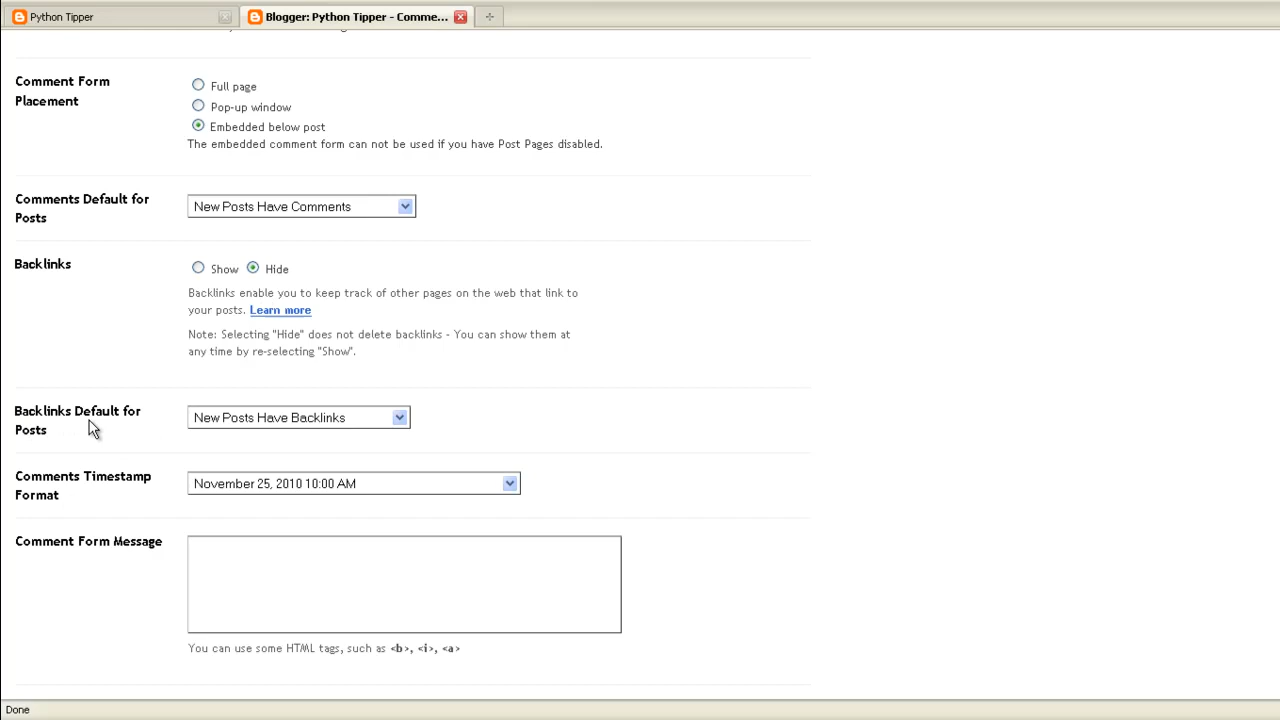 Python Tipper
Blogger: Python Tipper - Comme...
Comment Form
Placement
Full page
Pop-up window
Embedded below post
The embedded comment form can not be used if you have Post Pages disabled.
Comments Default for
Posts
New Posts Have Comments
Backlinks
Show
Hide
Backlinks enable you to keep track of other pages on the web that link to
your posts. Learn more
Note: Selecting "Hide" does not delete backlinks - You can show them at
any time by re-selecting "Show".
Backlinks Default for
Posts
New Posts Have Backlinks
Comments Timestamp
Format
November 25, 2010 10:00 AM
Comment Form Message
You can use some HTML tags, such as <b>, <i>, <a>
Done